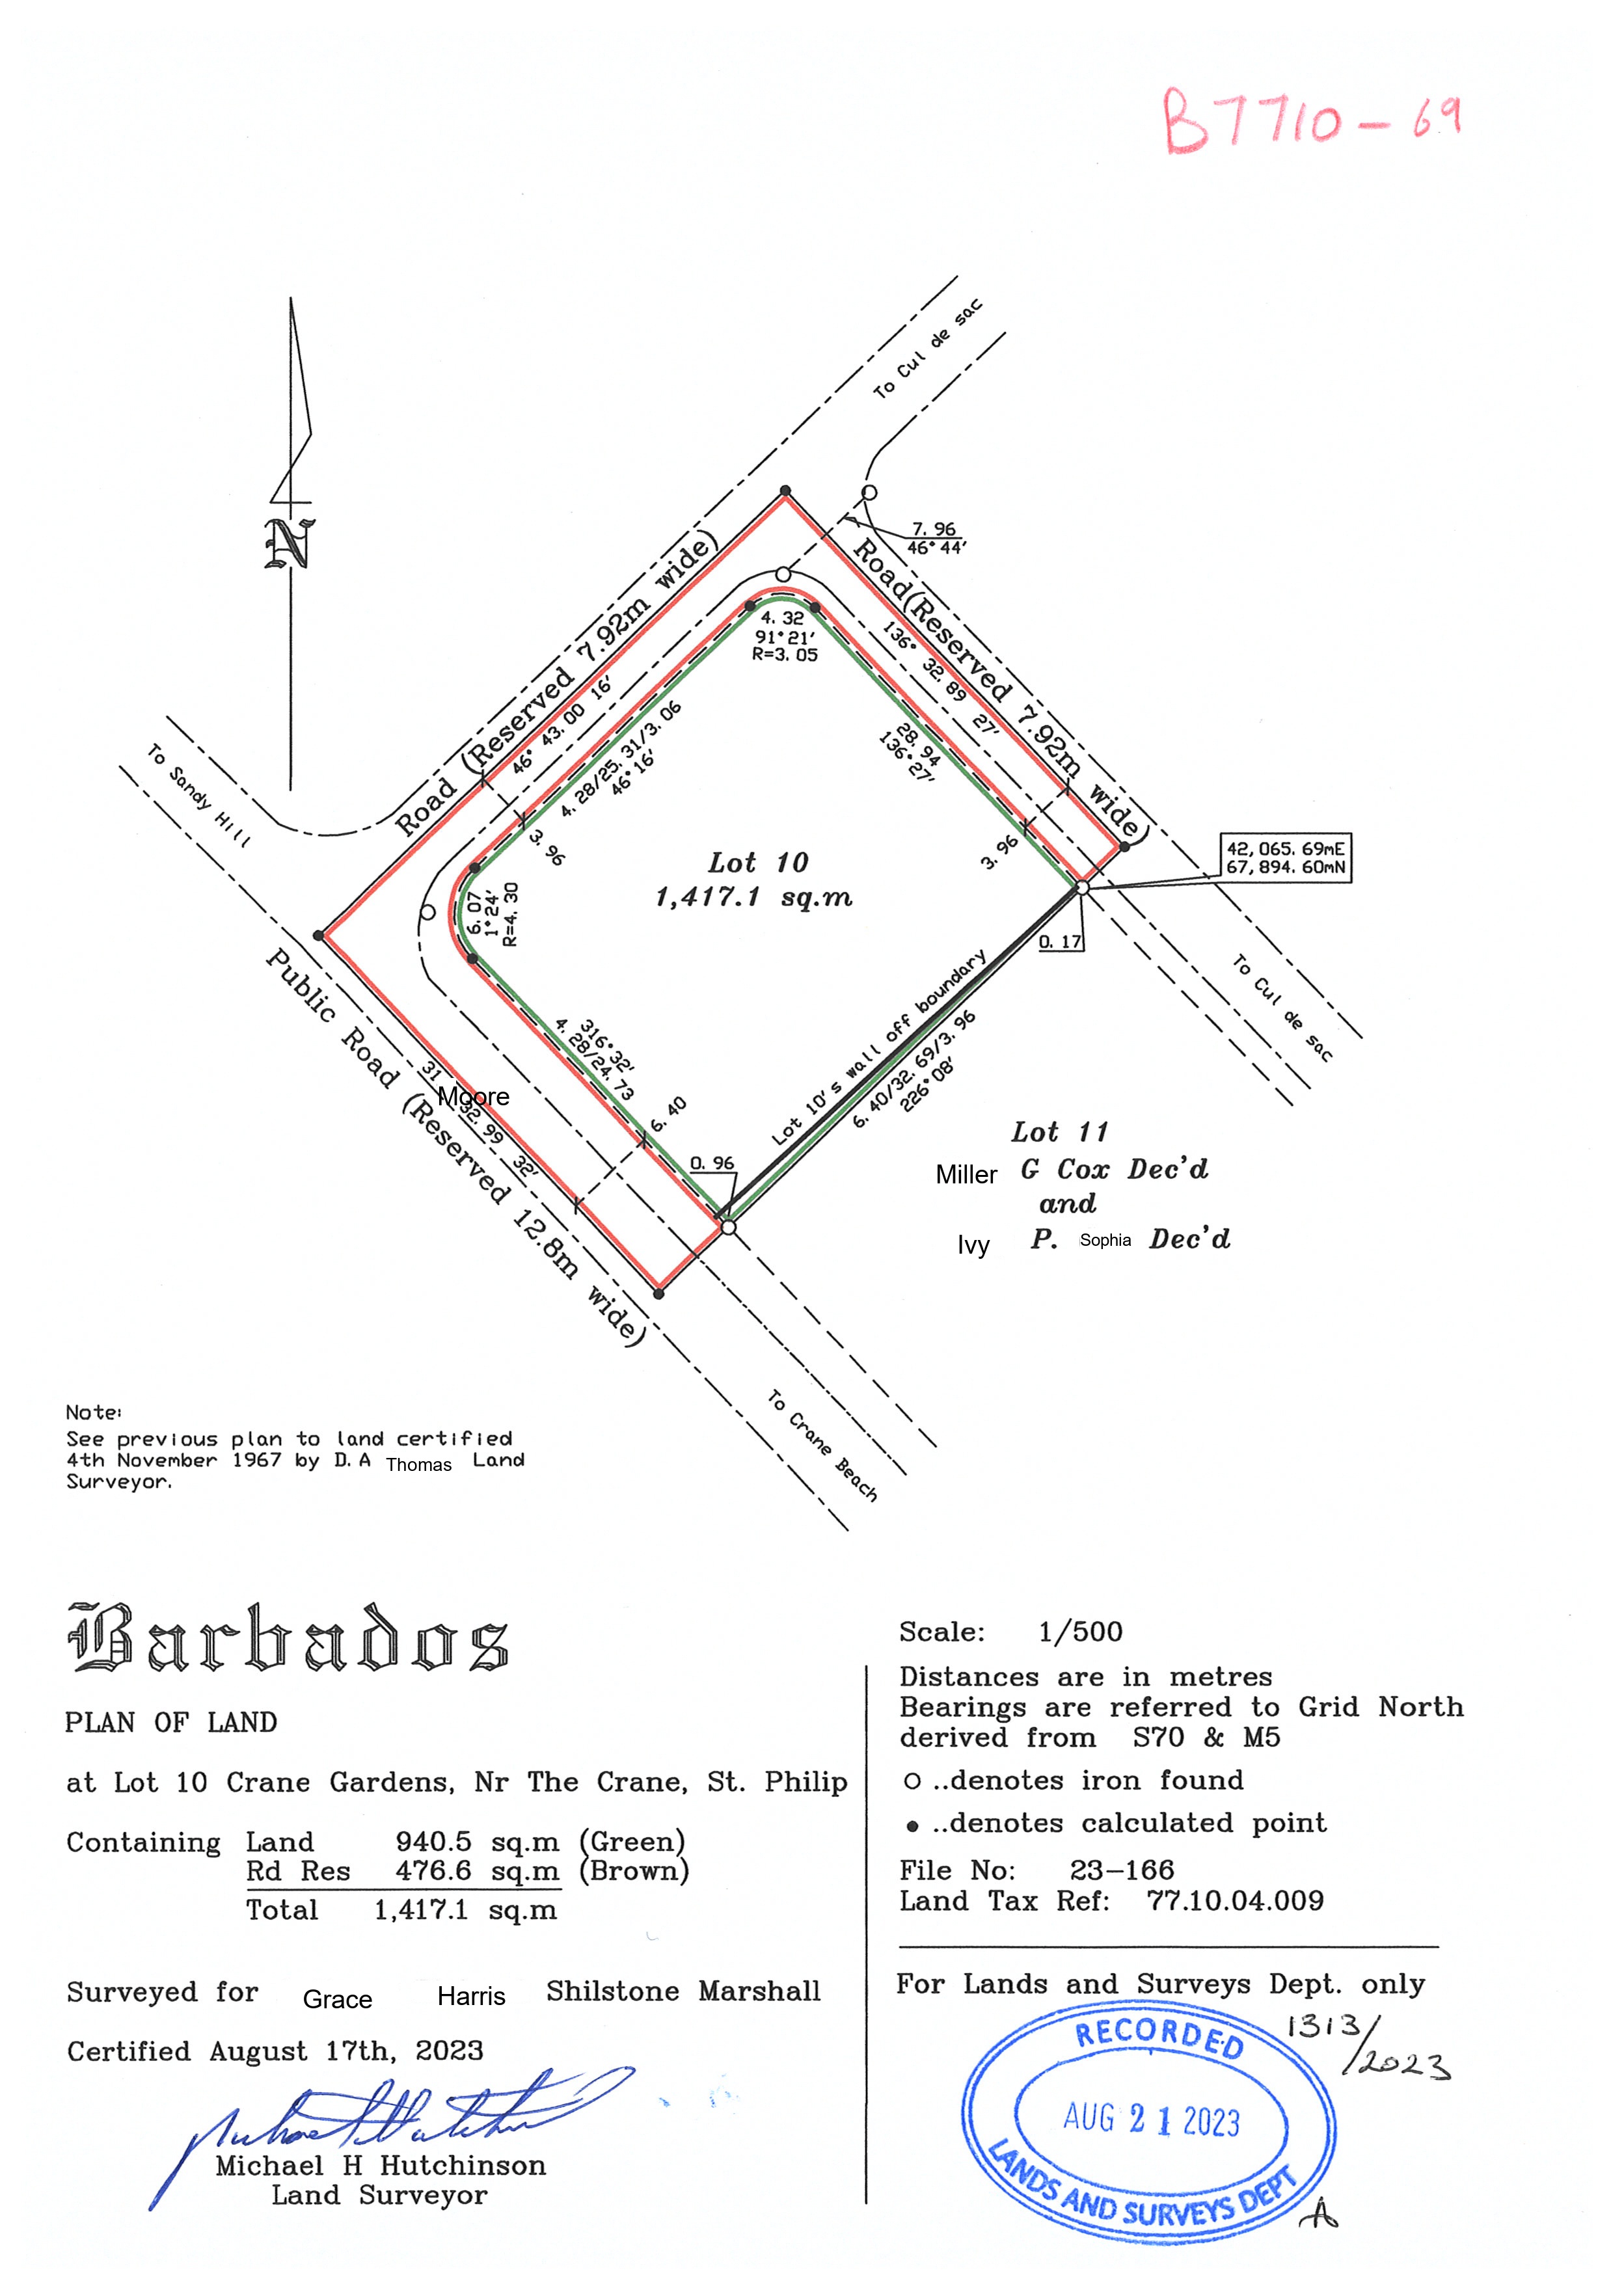 B7710-69
To Cul de sac
N
7.96
46°44'
Road (Reserved 7.92m wide)
46° 43.00 16'
Road(Reserved 7.92m wide)
136° 32.89 27'
4.32
91°21'
R=3.05
4.28/25.31/3.06
46°16'
28.94
136°27'
To Sandy Hill
3.96
3.96
Lot 10
1,417.1 sq.m
42,065.69mE
67,894.60mN
6.07
1°24'
R=4.30
0.17
To Cul de sac
Public Road (Reserved 12.8m wide)
Moore
32.99 32'
316°32'
4.28/24.73
6.40
Lot 10's wall off boundary
6.40/32.69/3.96
226°08'
0.96
Lot 11
Miller G Cox Dec'd
and
Ivy P. Sophia Dec'd
To Crane Beach
Note:
See previous plan to land certified
4th November 1967 by D.A Thomas Land
Surveyor.
Barbados
PLAN OF LAND
at Lot 10 Crane Gardens, Nr The Crane, St. Philip
Containing Land 940.5 sq.m (Green)
Rd Res 476.6 sq.m (Brown)
Total 1,417.1 sq.m
Surveyed for Grace Harris Shilstone Marshall
Certified August 17th, 2023
Michael H Hutchinson
Land Surveyor
Scale: 1/500
Distances are in metres
Bearings are referred to Grid North
derived from S70 & M5
..denotes iron found
..denotes calculated point
File No: 23-166
Land Tax Ref: 77.10.04.009
For Lands and Surveys Dept. only
1313/2023
RECORDED
AUG 21 2023
LANDS AND SURVEYS DEPT